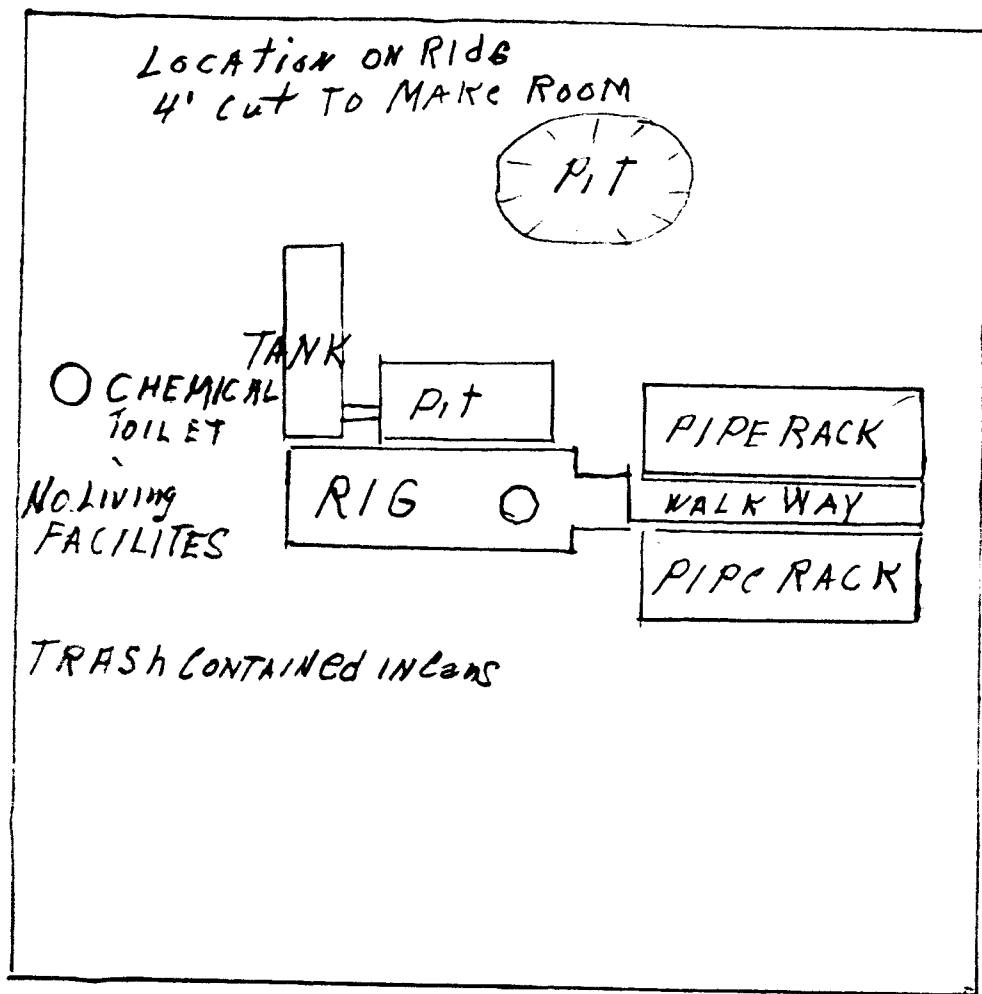 LOCATION ON RIDG
4' Cut TO MAKE ROOM
PIT
TANK
CHEMICAL
TOILET
PIT
PIPE RACK
RIG
WALK WAY
No Living
FACILITES
PIPE RACK
TRASH CONTAINED IN Cans